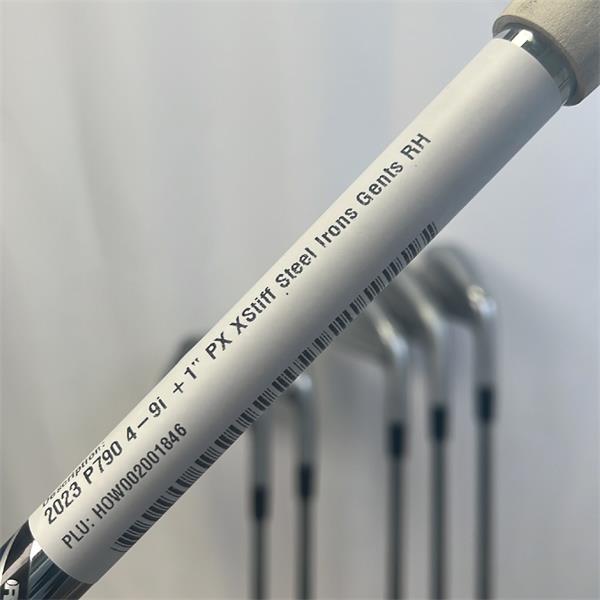 Description:
2023 P790 4-9i +1" PX XStiff Steel Irons Gents RH
PLU: HOW002001846